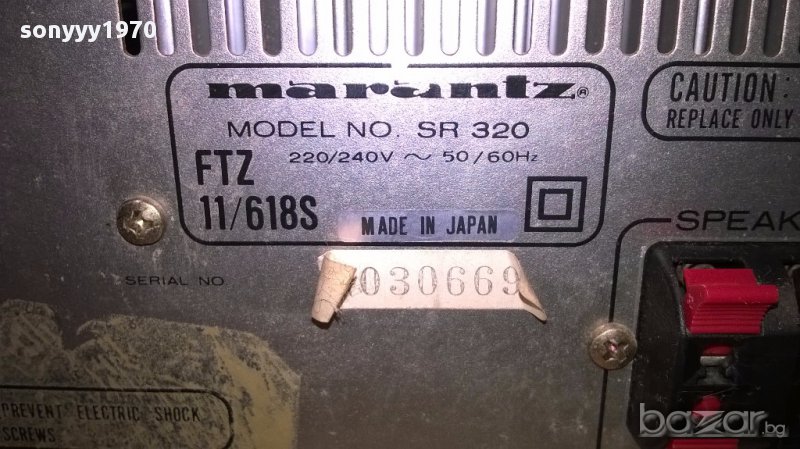 sonyyy1970
marantz®
MODEL NO. SR 320
220/240V ~ 50/60Hz
FTZ
11/618S
MADE IN JAPAN
CAUTION:
REPLACE ONLY
SPEAK
SERIAL NO.
030669
PREVENT ELECTRIC SHOCK
SCREWS
bazar.bg